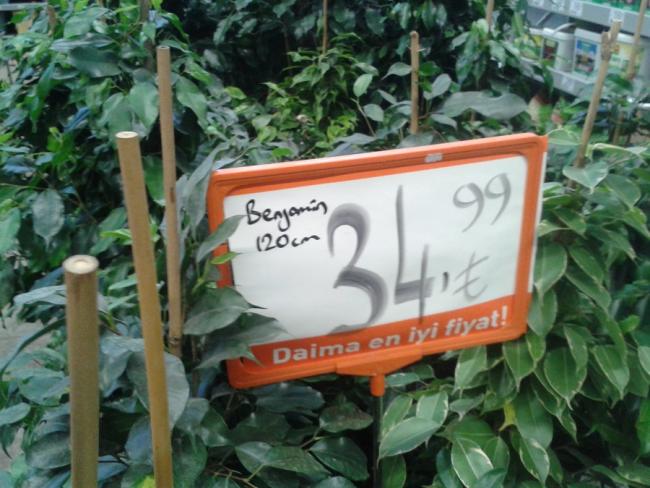 Benjamin
120cm
34,99 ₺
Daima en iyi fiyat!